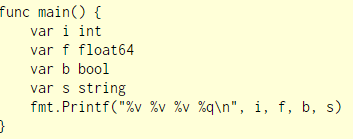 func main() {
    var i int
    var f float64
    var b bool
    var s string
    fmt.Printf("%v %v %v %q\n", i, f, b, s)
}